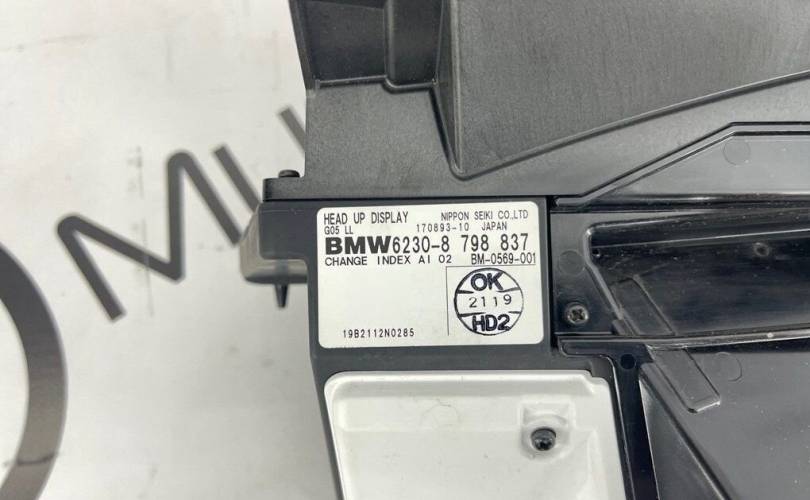 HEAD UP DISPLAY NIPPON SEIKI CO.,LTD
G05 LL 170893-10 JAPAN
BMW6230-8 798 837
CHANGE INDEX AI 02 BM-0569-001
OK
2119
HD2
19B2112N0285